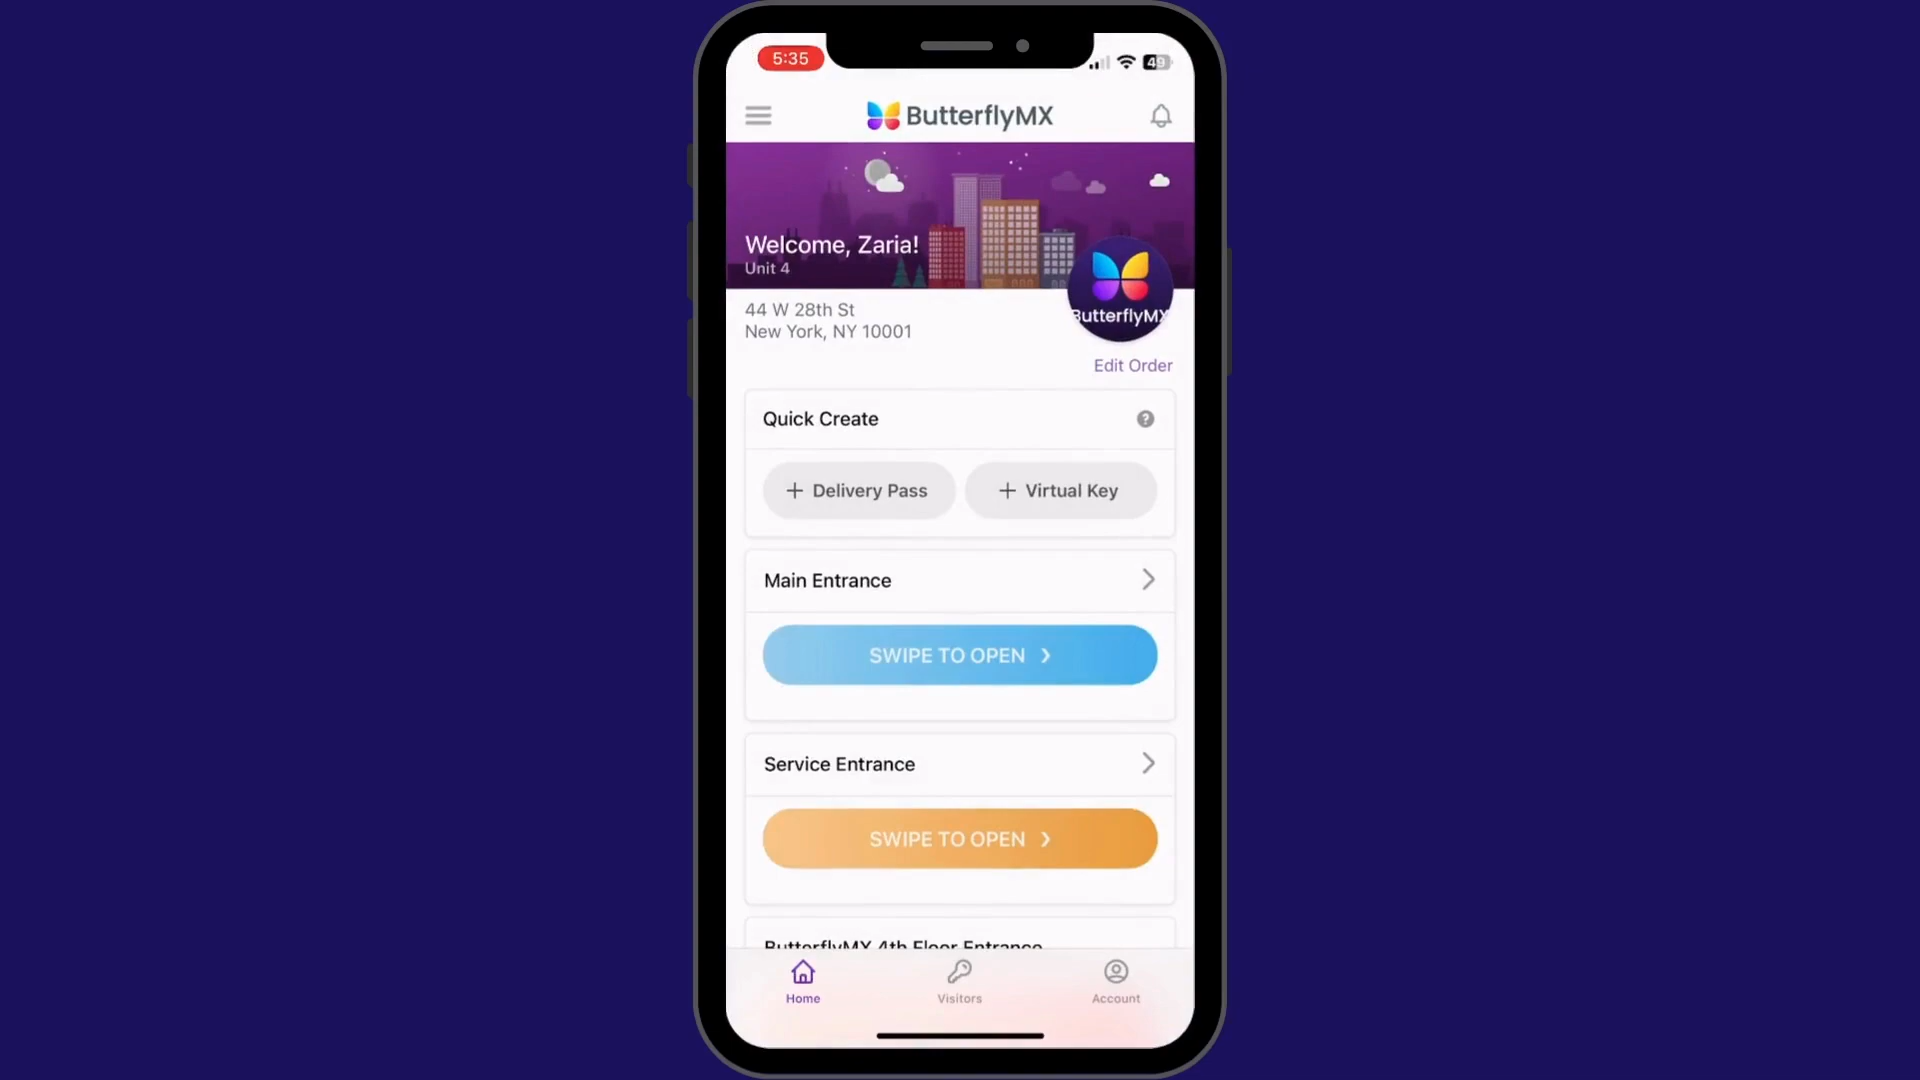 5:35
49
ButterflyMX
Welcome, Zaria!
Unit 4
ButterflyMX
44 W 28th St
New York, NY 10001
Edit Order
Quick Create
?
+ Delivery Pass
+ Virtual Key
Main Entrance
SWIPE TO OPEN
Service Entrance
SWIPE TO OPEN
ButterflyMX 4th Floor Entrance
Home
Visitors
Account